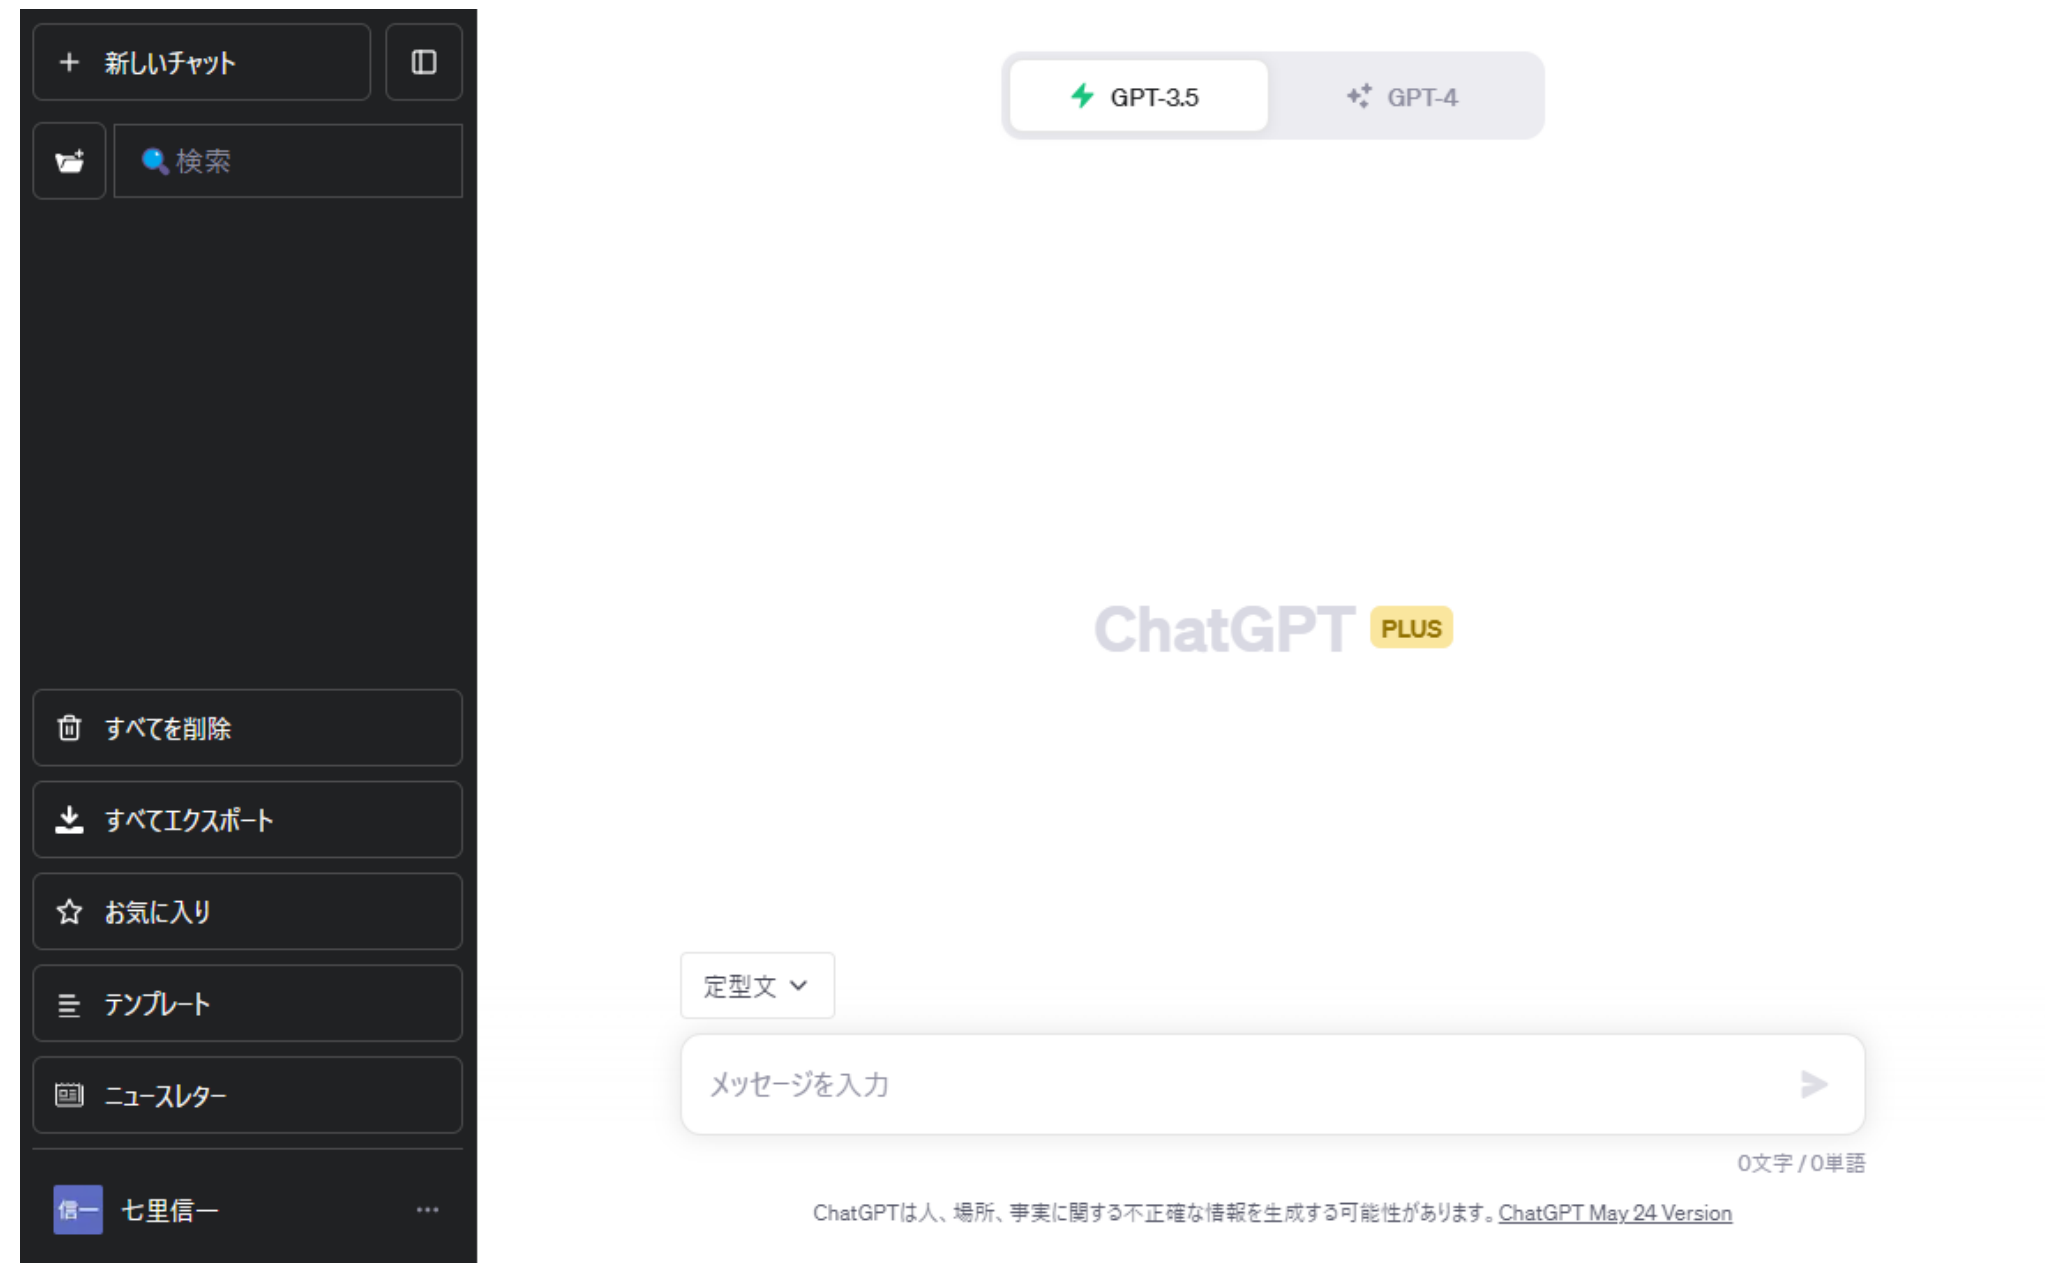 新しいチャット
検索
すべてを削除
すべてエクスポート
お気に入り
テンプレート
ニュースレター
信一 七里信一
GPT-3.5 GPT-4
ChatGPT PLUS
定型文
メッセージを入力
0文字 / 0単語
ChatGPTは人、場所、事実に関する不正確な情報を生成する可能性があります。ChatGPT May 24 Version